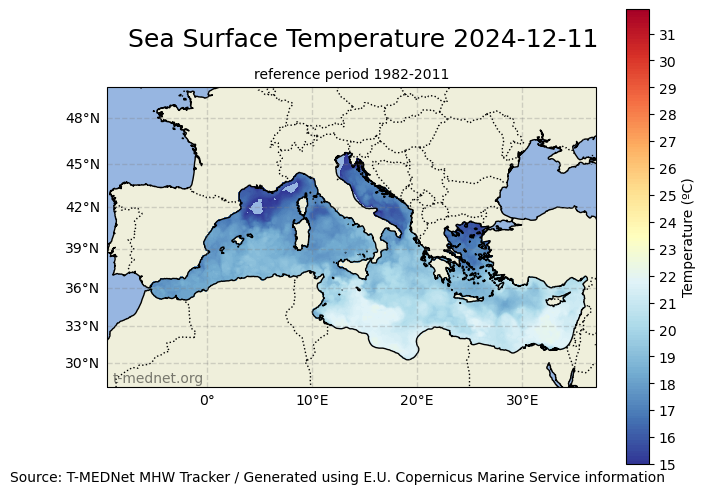 Sea Surface Temperature 2024-12-11
reference period 1982-2011
48°N
45°N
42°N
39°N
36°N
33°N
30°N
t-mednet.org
0°
10°E
20°E
30°E
31
30
29
28
27
26
25
24
23
22
21
20
19
18
17
16
15
Temperature (ºC)
Source: T-MEDNet MHW Tracker / Generated using E.U. Copernicus Marine Service information